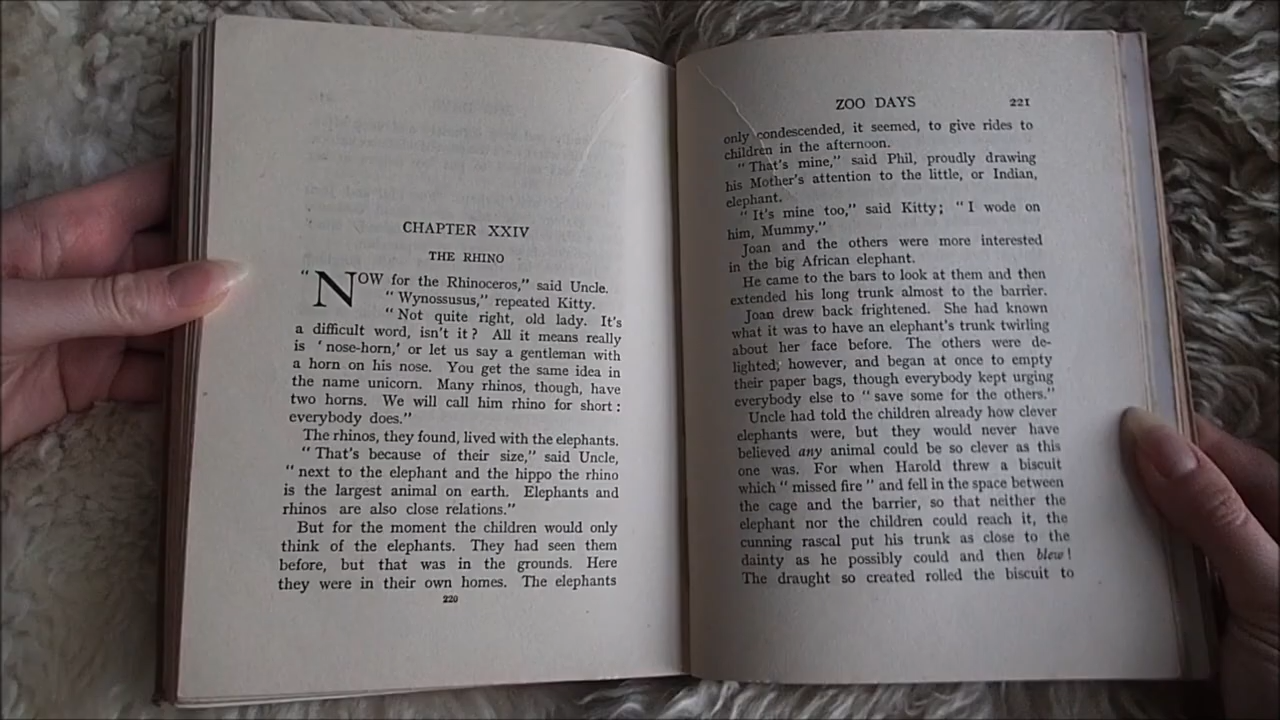 CHAPTER XXIV
THE RHINO
"NOW for the Rhinoceros," said Uncle.
"Wynossusus," repeated Kitty.
"Not quite right, old lady. It's
a difficult word, isn't it? All it means really
is 'nose-horn,' or let us say a gentleman with
a horn on his nose. You get the same idea in
the name unicorn. Many rhinos, though, have
two horns. We will call him rhino for short:
everybody does."
The rhinos, they found, lived with the elephants.
"That's because of their size," said Uncle,
"next to the elephant and the hippo the rhino
is the largest animal on earth. Elephants and
rhinos are also close relations."
But for the moment the children would only
think of the elephants. They had seen them
before, but that was in the grounds. Here
they were in their own homes. The elephants
220
ZOO DAYS 221
only condescended, it seemed, to give rides to
children in the afternoon.
"That's mine," said Phil, proudly drawing
his Mother's attention to the little, or Indian,
elephant.
"It's mine too," said Kitty; "I wode on
him, Mummy."
Joan and the others were more interested
in the big African elephant.
He came to the bars to look at them and then
extended his long trunk almost to the barrier.
Joan drew back frightened. She had known
what it was to have an elephant's trunk twirling
about her face before. The others were de-
lighted, however, and began at once to empty
their paper bags, though everybody kept urging
everybody else to "save some for the others."
Uncle had told the children already how clever
elephants were, but they would never have
believed any animal could be so clever as this
one was. For when Harold threw a biscuit
which "missed fire" and fell in the space between
the cage and the barrier, so that neither the
elephant nor the children could reach it, the
cunning rascal put his trunk as close to the
dainty as he possibly could and then blew!
The draught so created rolled the biscuit to